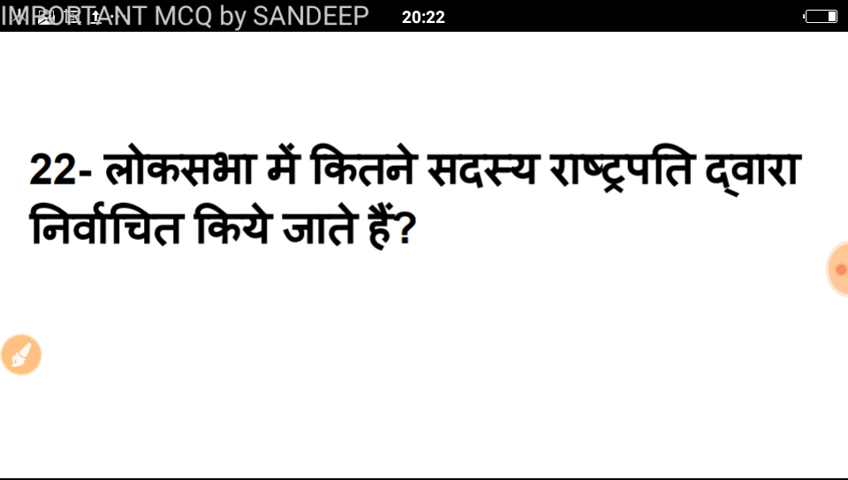 IMPORTANT MCQ by SANDEEP 20:22
22- लोकसभा में कितने सदस्य राष्ट्रपति द्वारा
निर्वाचित किये जाते हैं?